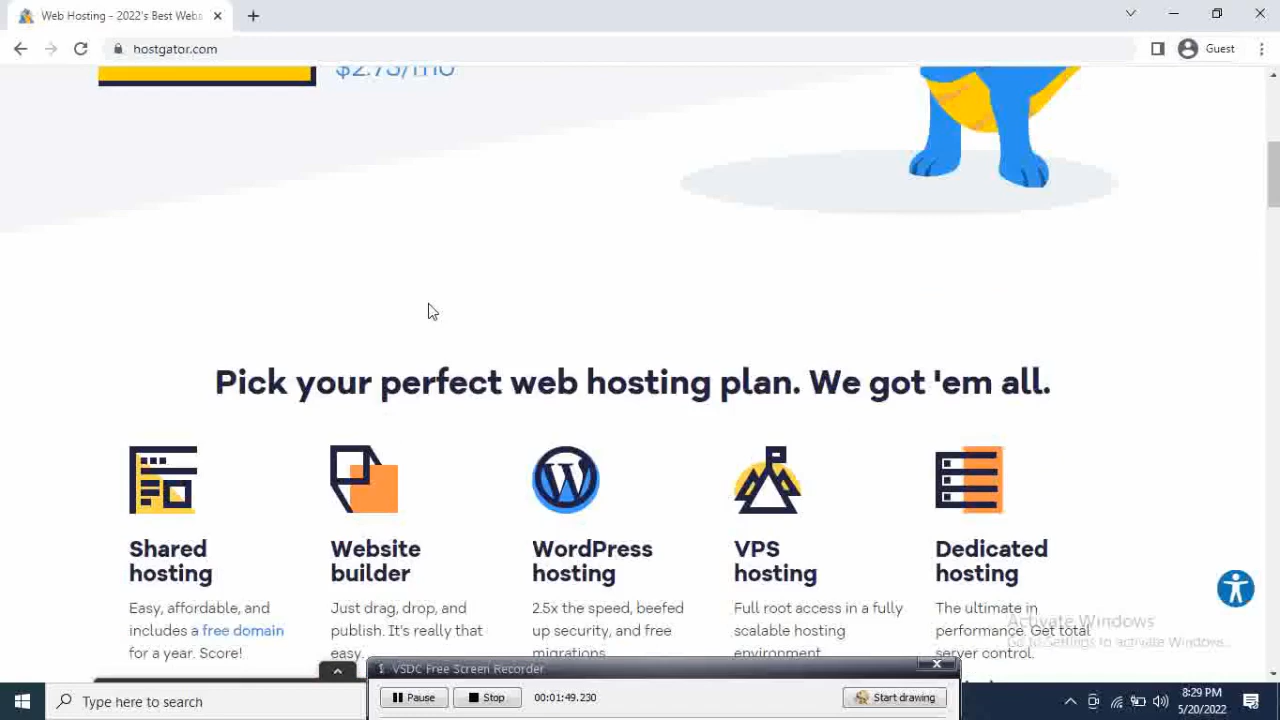 Web Hosting - 2022's Best Webs
hostgator.com
Guest
$2.75/mo
Pick your perfect web hosting plan. We got 'em all.
Shared
hosting
Easy, affordable, and
includes a free domain
for a year. Score!
Website
builder
Just drag, drop, and
publish. It's really that
easy.
WordPress
hosting
2.5x the speed, beefed
up security, and free
migrations
VPS
hosting
Full root access in a fully
scalable hosting
environment
Dedicated
hosting
The ultimate in
performance. Get total
server control.
Activate Windows
Go to Settings to activate Windows.
VSDC Free Screen Recorder
Pause
Stop
00:01:49.230
Start drawing
Type here to search
8:29 PM
5/20/2022